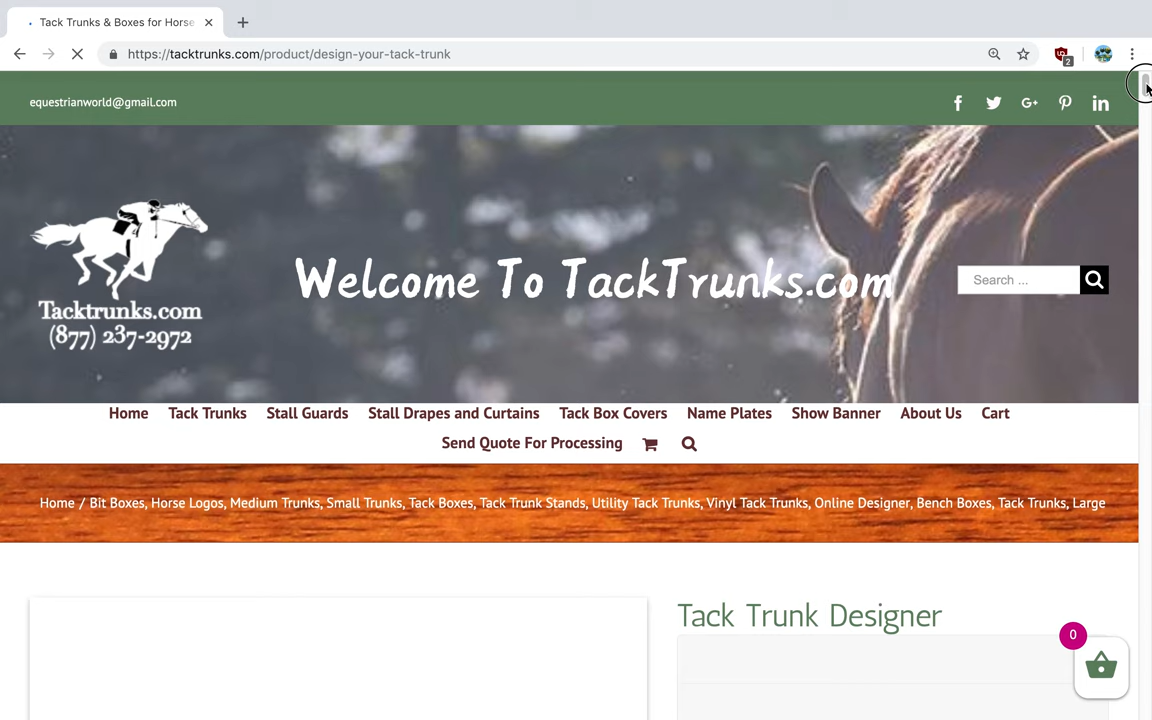 Tack Trunks & Boxes for Horse
https://tacktrunks.com/product/design-your-tack-trunk
2
equestrianworld@gmail.com
Tacktrunks.com
(877) 237-2972
Welcome To TackTrunks.com
Search ...
Home Tack Trunks Stall Guards Stall Drapes and Curtains Tack Box Covers Name Plates Show Banner About Us Cart
Send Quote For Processing
Home / Bit Boxes, Horse Logos, Medium Trunks, Small Trunks, Tack Boxes, Tack Trunk Stands, Utility Tack Trunks, Vinyl Tack Trunks, Online Designer, Bench Boxes, Tack Trunks, Large
Tack Trunk Designer
0